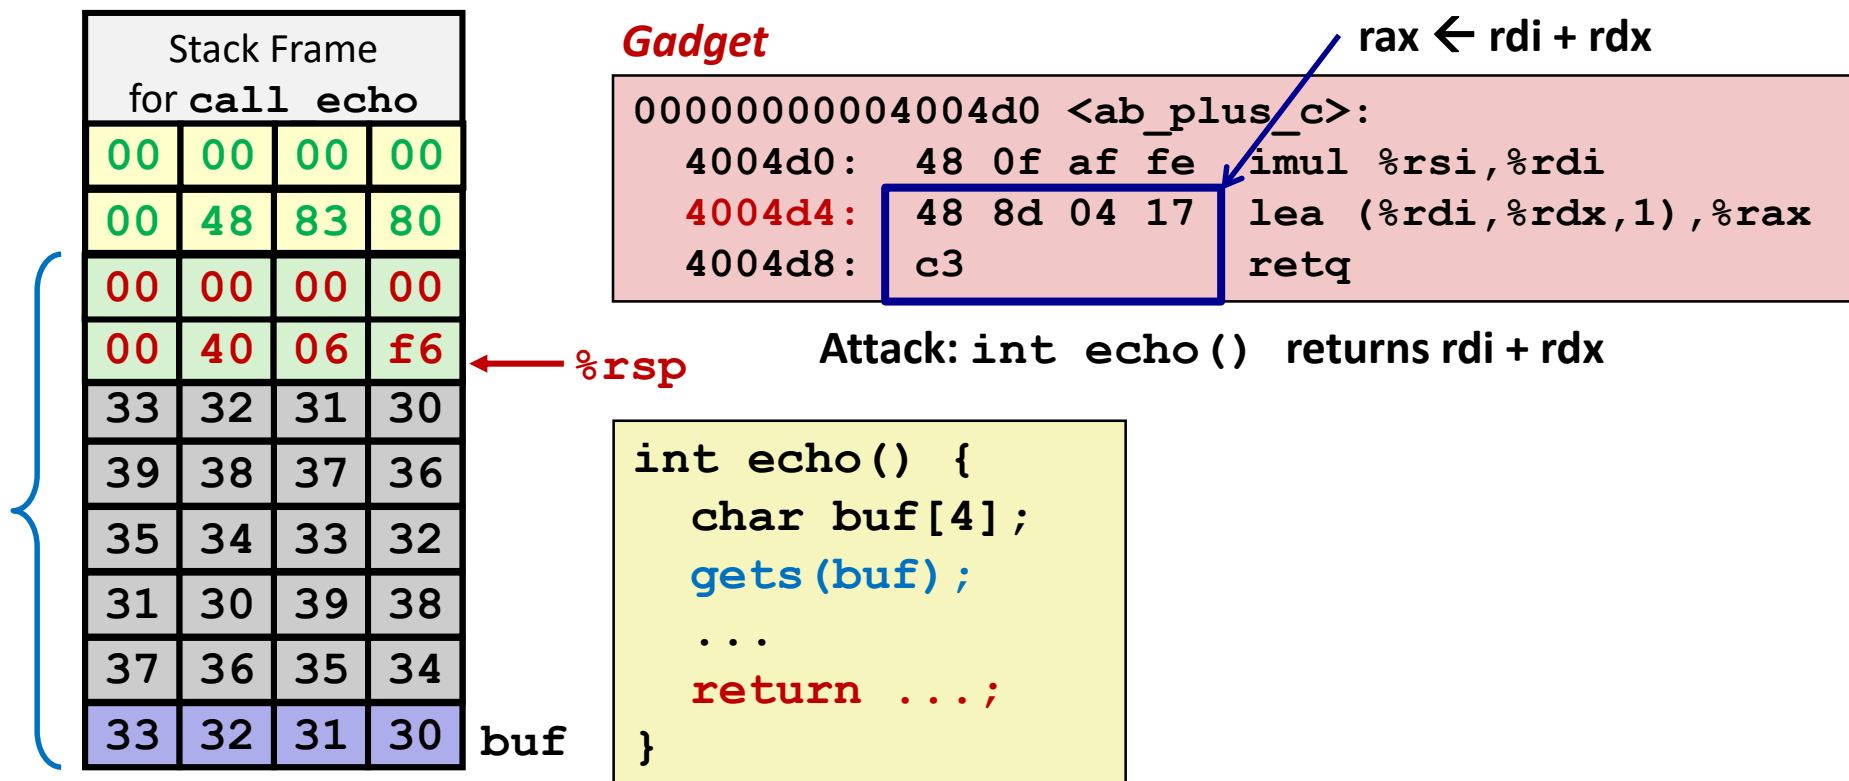 Stack Frame
for call echo
00 00 00 00
00 48 83 80
00 00 00 00
00 40 06 f6
%rsp
33 32 31 30
39 38 37 36
35 34 33 32
31 30 39 38
37 36 35 34
33 32 31 30
buf
Gadget
rax ← rdi + rdx
00000000004004d0 <ab_plus_c>:
4004d0: 48 0f af fe imul %rsi,%rdi
4004d4: 48 8d 04 17 lea (%rdi,%rdx,1),%rax
4004d8: c3 retq
Attack: int echo() returns rdi + rdx
int echo() {
char buf[4];
gets(buf);
...
return ...;
}